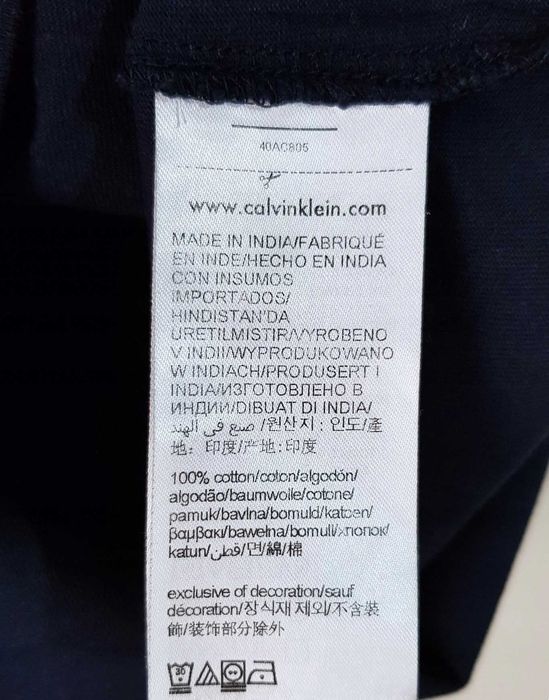 40AC805
www.calvinklein.com
MADE IN INDIA/FABRIQUÉ
EN INDE/HECHO EN INDIA
CON INSUMOS
IMPORTADOS/
HINDISTAN'DA
URETILMISTIR/VYROBENO
V INDII/WYPRODUKOWANO
W INDIACH/PRODUSERT I
INDIA/ИЗГОТОВЛЕНО В
ИНДИИ/DIBUAT DI INDIA/
صنع في الهند /원산지 : 인도/產
地: 印度/产地:印度
100% cotton/coton/algodón/
algodão/baumwolle/cotone/
pamuk/bavlna/bomuld/katoen/
βαμβακι/bawełna/bomull/хлопок/
katun/قطن/면/綿/棉
exclusive of decoration/sauf
décoration/장식재 제외/不含裝
飾/装饰部分除外
30